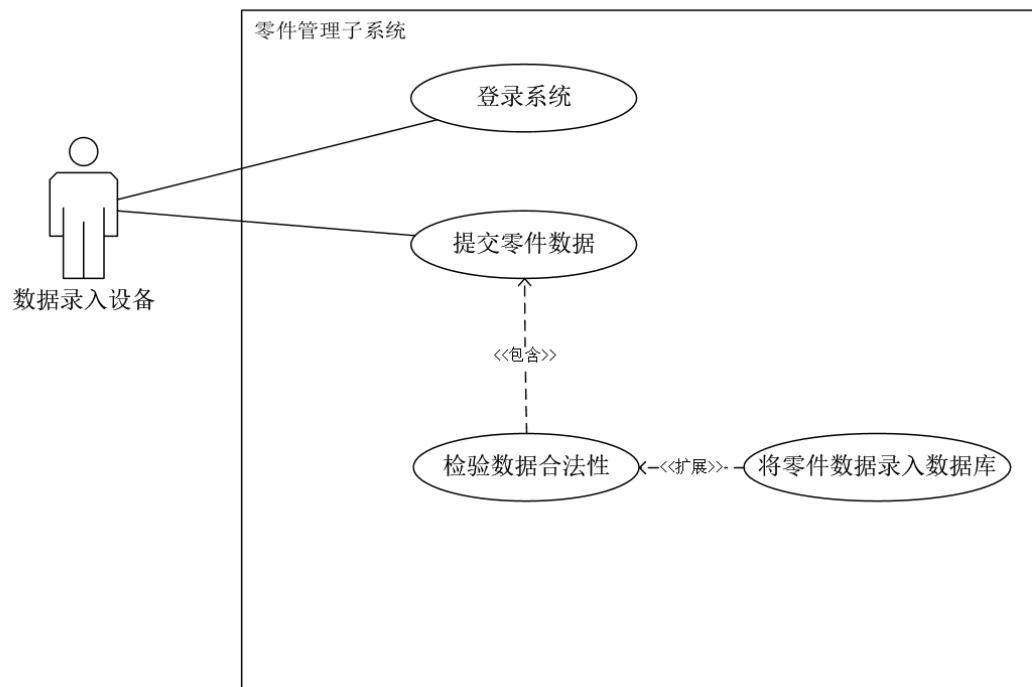 零件管理子系统
登录系统
提交零件数据
数据录入设备
<<包含>>
检验数据合法性
<<扩展>>
将零件数据录入数据库